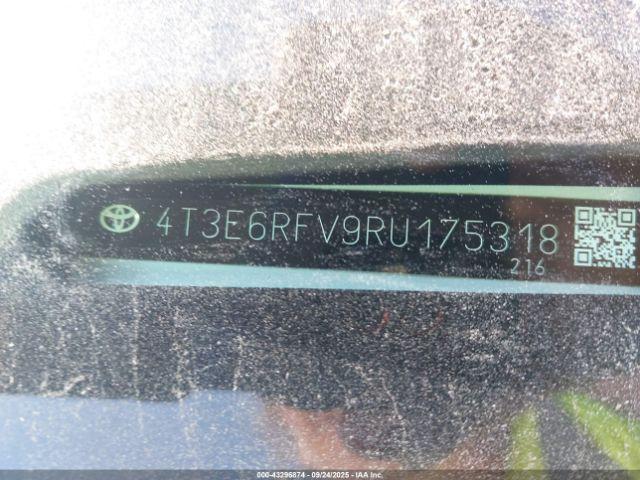 4T3E6RFV9RU175318
216
000-43296874 - 09/24/2025 - IAA Inc.